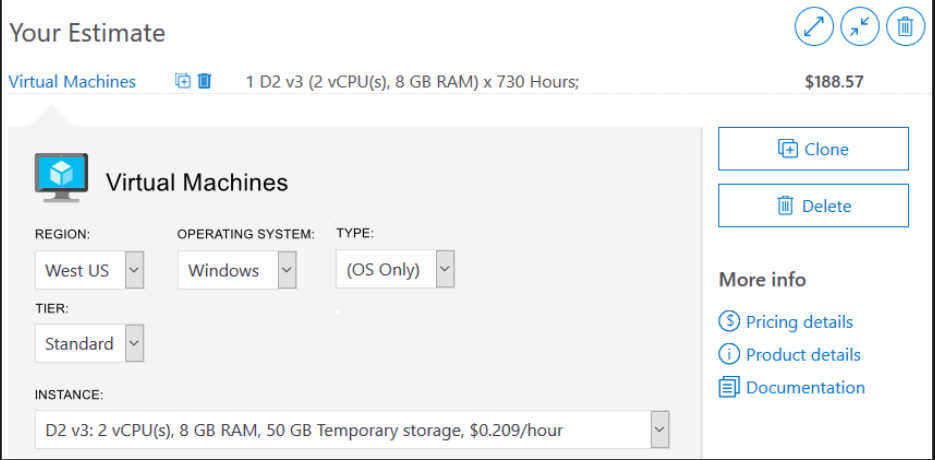 Your Estimate
Virtual Machines 1 D2 v3 (2 vCPU(s), 8 GB RAM) x 730 Hours; $188.57
Virtual Machines
REGION: OPERATING SYSTEM: TYPE:
West US Windows (OS Only)
TIER:
Standard
INSTANCE:
D2 v3: 2 vCPU(s), 8 GB RAM, 50 GB Temporary storage, $0.209/hour
Clone
Delete
More info
Pricing details
Product details
Documentation